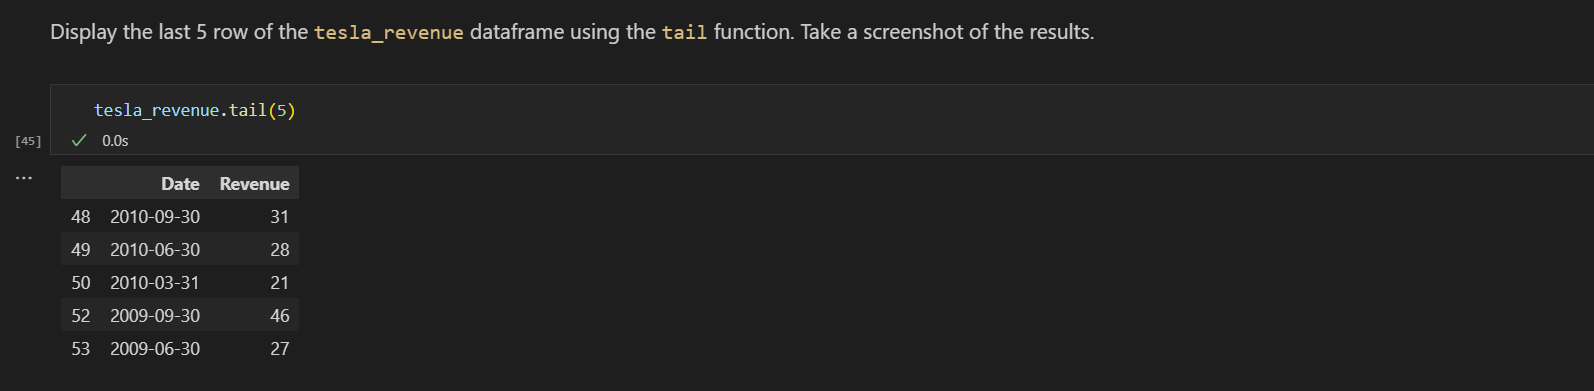 Display the last 5 row of the tesla_revenue dataframe using the tail function. Take a screenshot of the results.
tesla_revenue.tail(5)
[45]
0.0s
...
Date Revenue
48 2010-09-30 31
49 2010-06-30 28
50 2010-03-31 21
52 2009-09-30 46
53 2009-06-30 27